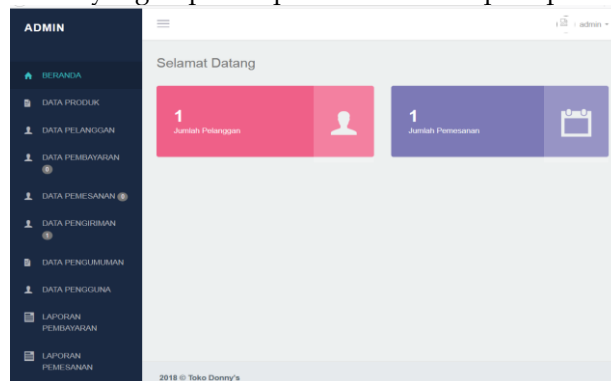 ADMIN
admin
BERANDA
DATA PRODUK
DATA PELANGGAN
DATA PEMBAYARAN
0
DATA PEMESANAN 0
DATA PENGIRIMAN
1
DATA PENGUMUMAN
DATA PENGGUNA
LAPORAN
PEMBAYARAN
LAPORAN
PEMESANAN
Selamat Datang
1
Jumlah Pelanggan
1
Jumlah Pemesanan
2018 © Toko Donny's